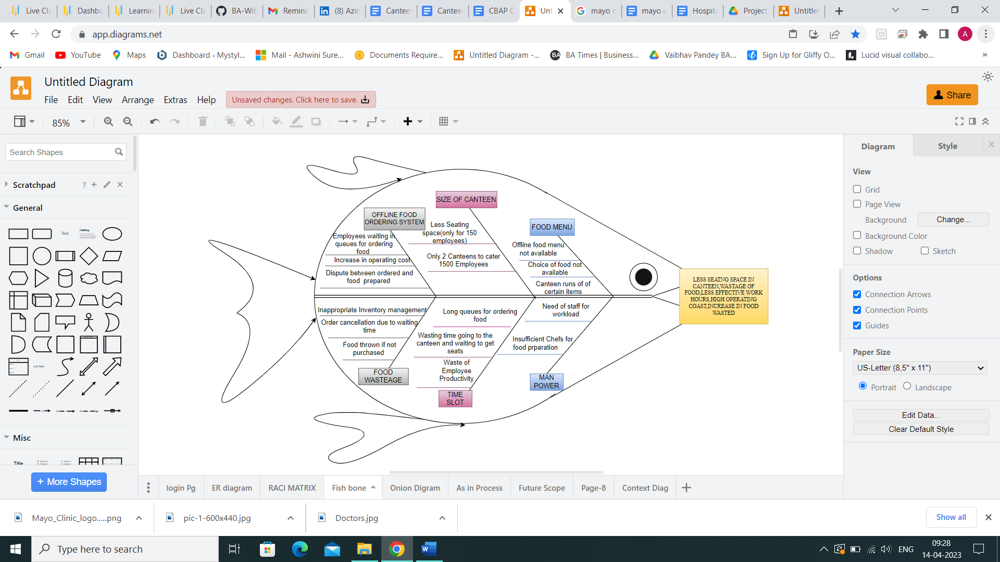 Live Cla
Dashbo
Learnin
Live Cla
BA-Wit
Remind
(8) Azin
Cantee
Cantee
CBAP C
Unt
mayo c
mayo c
Hospita
Project
Untitle
app.diagrams.net
A
Gmail
YouTube
Maps
Dashboard ‹ Mystyl...
Mail - Ashwini Sure...
Documents Require...
Untitled Diagram -...
BA Times | Business...
Vaibhav Pandey BA...
Sign Up for Gliffy O...
Lucid visual collabo...
»
Untitled Diagram
File Edit View Arrange Extras Help
Unsaved changes. Click here to save.
Share
85%
Search Shapes
Scratchpad
?
General
Text
Heading
List Item
Misc
Title
+ More Shapes
SIZE OF CANTEEN
OFFLINE FOOD
ORDERING SYSTEM
FOOD MENU
Less Seating
space(only for 150
employees)
Employees waiting in
queues for ordering
food
Offline food menu
not available
Increase in operating cost
Only 2 Canteens to cater
1500 Employees
Choice of food not
available
Dispute between ordered and
food prepared
Canteen runs of of
certain items
LESS SEATNG SPACE IN
CANTEEN,WASTAGE OF
FOOD,LESS EFFECTIVE WORK
HOURS,HIGH OPERATING
COAST,INCREASE IN FOOD
WASTED
Inappropriate Inventory management
Long queues for ordering
food
Need of staff for
workload
Order cancellation due to waiting
time
Wasting time going to the
canteen and waiting to get
seats
Insufficient Chefs for
food prparation
Food thrown if not
purchased
Waste of
Employee
Productivity
FOOD
WASTEAGE
TIME
SLOT
MAN
POWER
Diagram
Style
View
Grid
Page View
Background
Change...
Background Color
Shadow
Sketch
Options
Connection Arrows
Connection Points
Guides
Paper Size
US-Letter (8,5" x 11")
Portrait
Landscape
Edit Data...
Clear Default Style
login Pg
ER diagram
RACI MATRIX
Fish bone
Onion Digram
As in Process
Future Scope
Page-8
Context Diag
Mayo_Clinic_logo.....png
pic-1-600x440.jpg
Doctors.jpg
Show all
Type here to search
ENG
09:28
14-04-2023